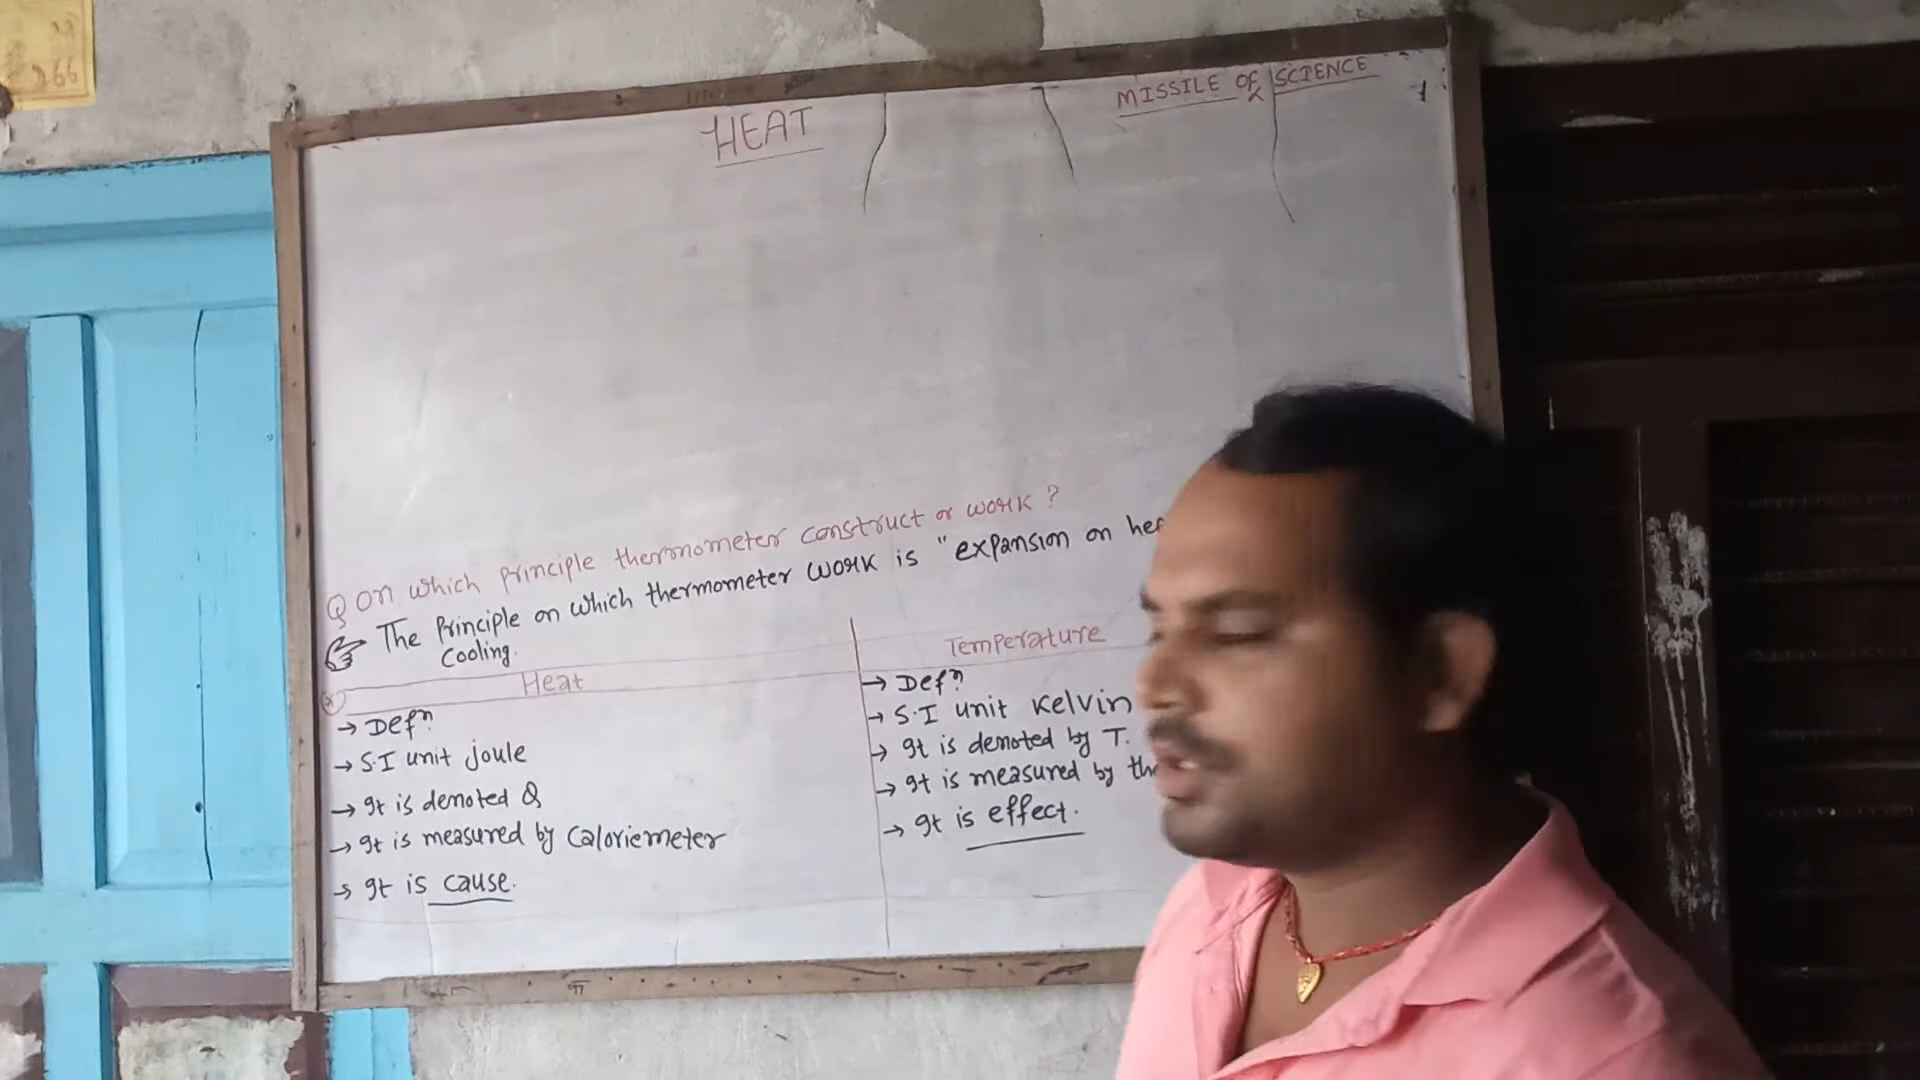 266
HEAT
MISSILE OF SCIENCE
Q On which principle thermometer construct or work ?
The Principle on which thermometer work is "expansion on
Cooling.
Heat
→ Defn
→ S.I unit joule
→ It is denoted Q
→ It is measured by Caloriemeter
→ It is cause.
Temperature
→ Defn
→ S.I unit Kelvin
→ It is denoted by T.
→ It is measured by
→ It is effect.